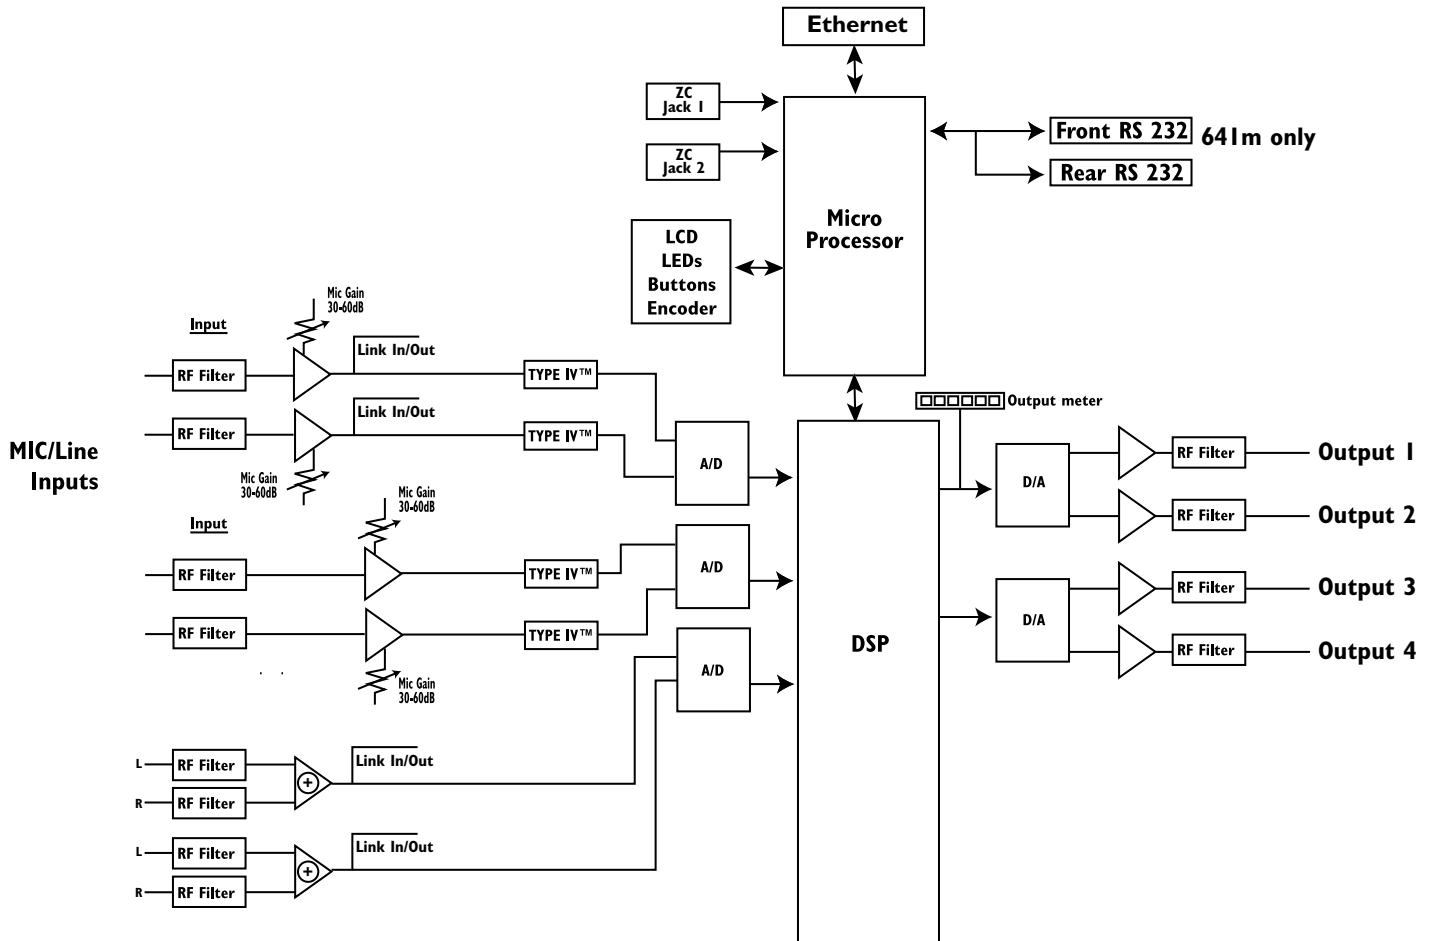 Ethernet
ZC
Jack 1
ZC
Jack 2
Front RS 232
641m only
Rear RS 232
Micro
Processor
LCD
LEDs
Buttons
Encoder
Mic Gain
30-60dB
Input
RF Filter
Link In/Out
TYPE IV™
RF Filter
Link In/Out
TYPE IV™
MIC/Line
Inputs
Mic Gain
30-60dB
A/D
Output meter
D/A
RF Filter
Output 1
RF Filter
Output 2
Input
Mic Gain
30-60dB
RF Filter
TYPE IV™
A/D
RF Filter
TYPE IV™
Mic Gain
30-60dB
A/D
DSP
D/A
RF Filter
Output 3
RF Filter
Output 4
L
RF Filter
Link In/Out
R
RF Filter
L
RF Filter
Link In/Out
R
RF Filter